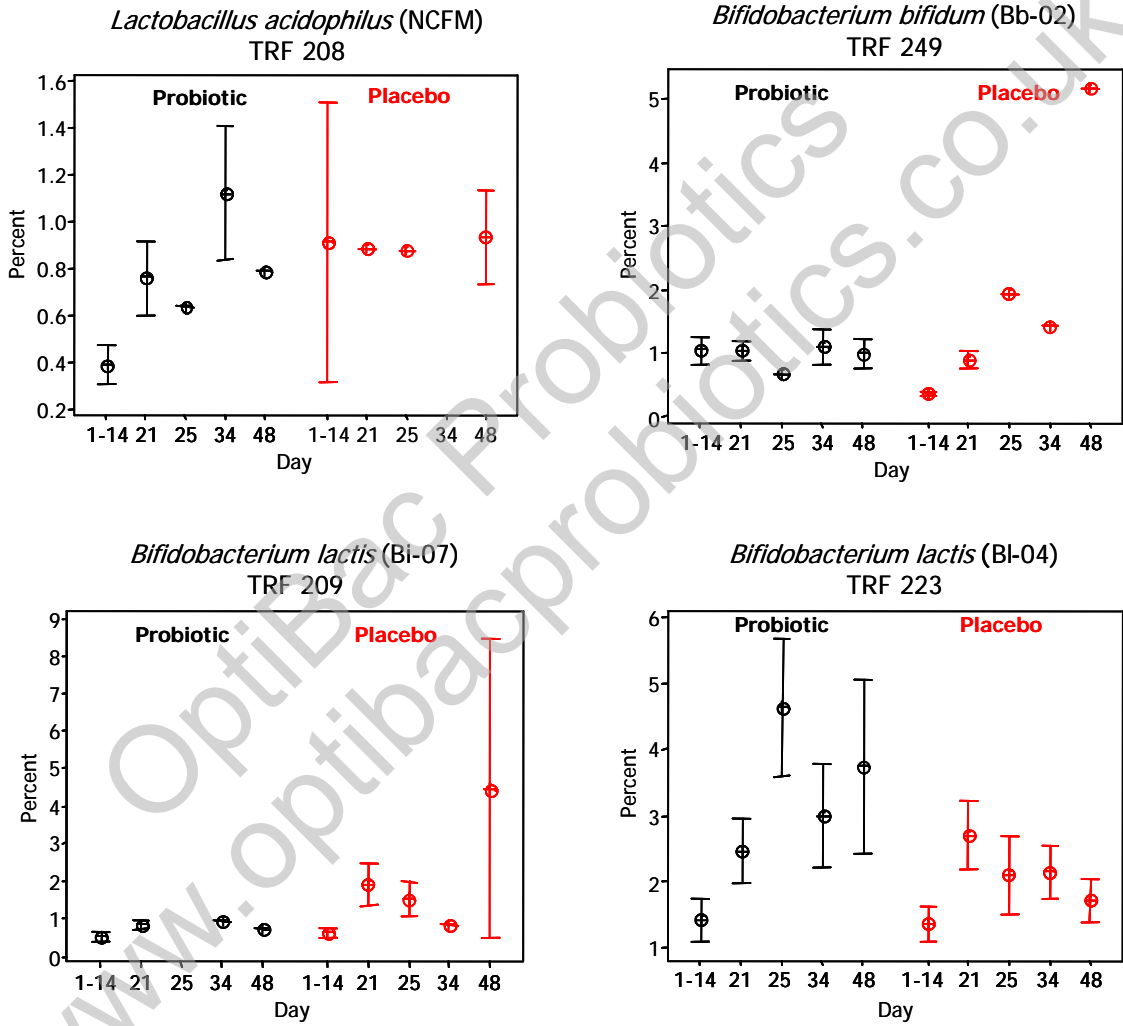 Lactobacillus acidophilus (NCFM)
TRF 208
Probiotic Placebo
Percent
1.6
1.4
1.2
1.0
0.8
0.6
0.4
0.2
1-14 21 25 34 48 1-14 21 25 34 48
Day
Bifidobacterium bifidum (Bb-02)
TRF 249
Probiotic Placebo
Percent
5
4
3
2
1
0
1-14 21 25 34 48 1-14 21 25 34 48
Day
Bifidobacterium lactis (Bi-07)
TRF 209
Probiotic Placebo
Percent
9
8
7
6
5
4
3
2
1
0
1-14 21 25 34 48 1-14 21 25 34 48
Day
Bifidobacterium lactis (Bl-04)
TRF 223
Probiotic Placebo
Percent
6
5
4
3
2
1
1-14 21 25 34 48 1-14 21 25 34 48
Day
OptiBac Probiotics
www.optibacprobiotics.co.uk